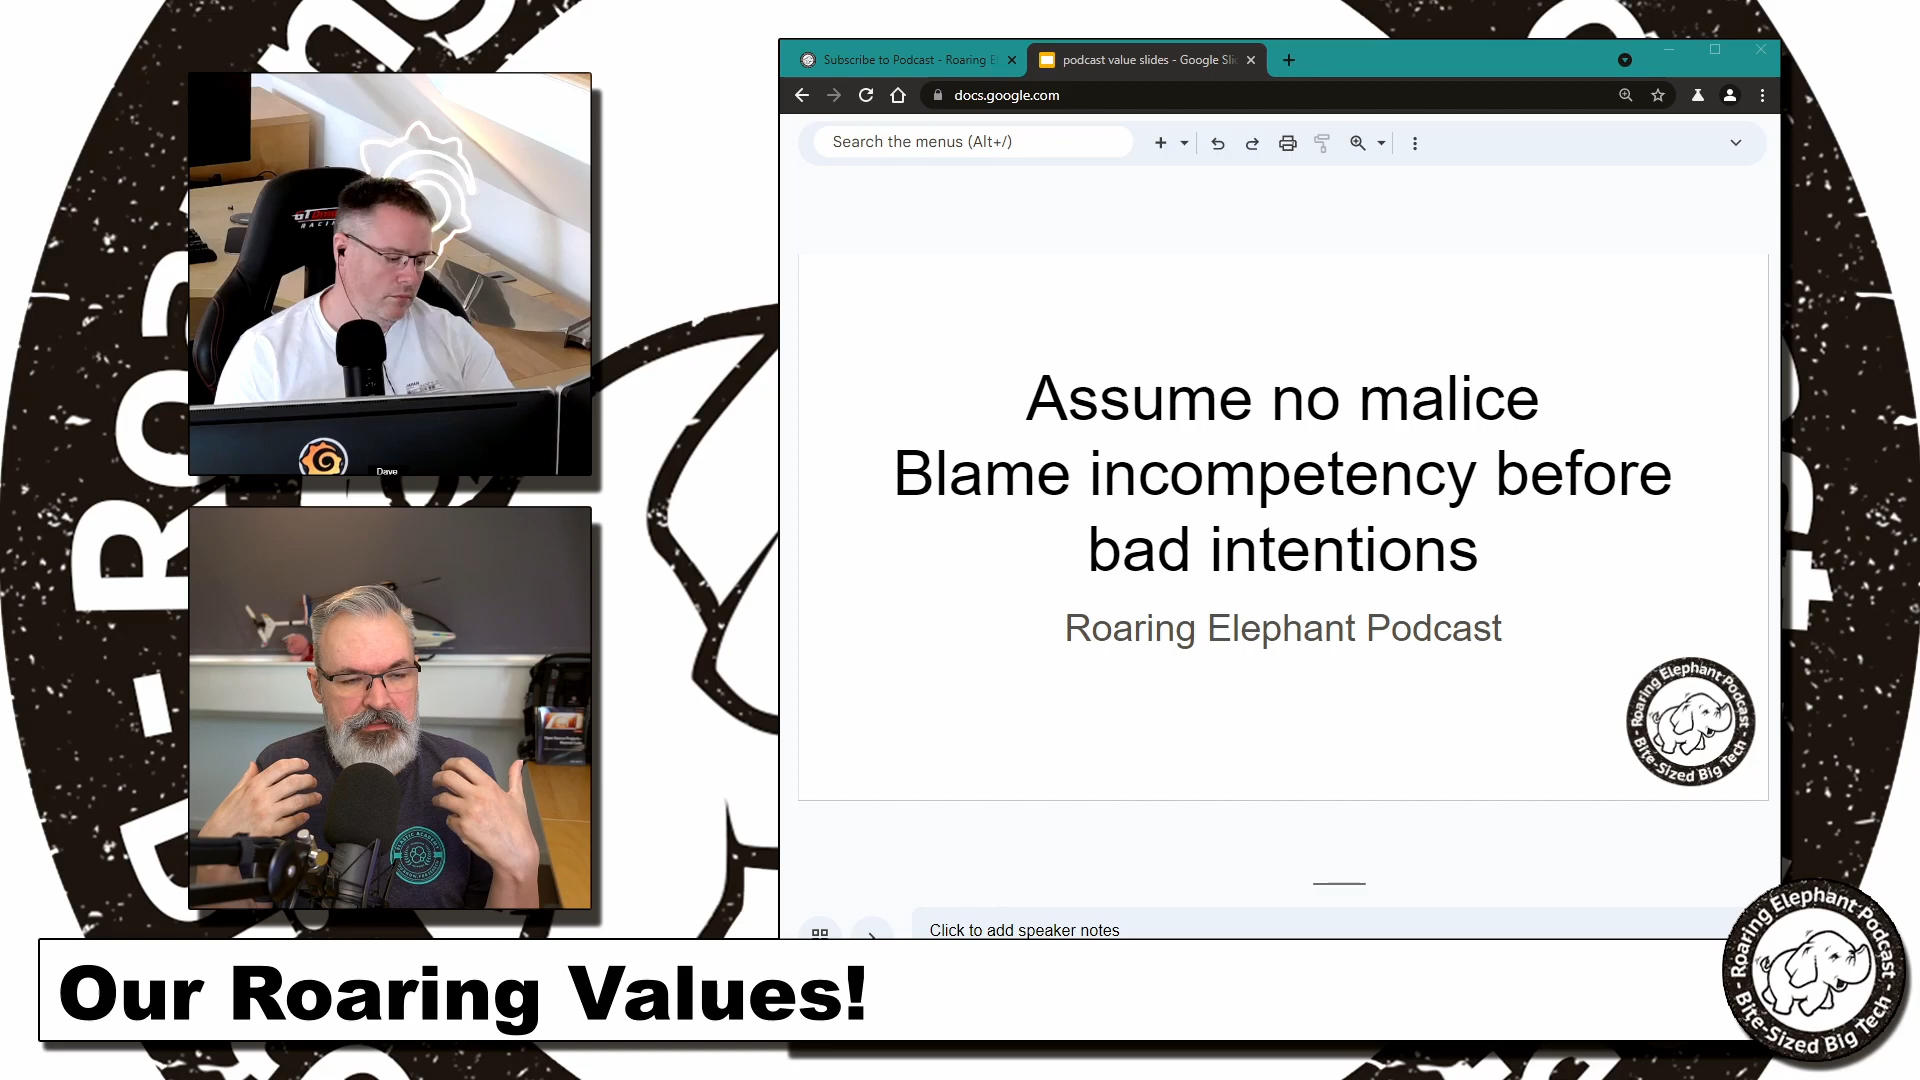 Subscribe to Podcast - Roaring E
podcast value slides - Google Sli
docs.google.com
Search the menus (Alt+/)
Assume no malice
Blame incompetency before
bad intentions
Roaring Elephant Podcast
Roaring Elephant Podcast
- Bite-Sized Big Tech -
Click to add speaker notes
Dave
ELASTIC ACADEMY
Our Roaring Values!
Roaring Elephant Podcast
- Bite-Sized Big Tech -